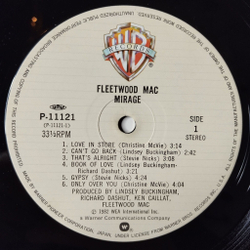 WB
RECORDS
FLEETWOOD MAC
MIRAGE
P-11121
(P-11121-1)
33⅓RPM
SIDE
1
STEREO
1. LOVE IN STORE (Christine McVie) 3:14
2. CAN'T GO BACK (Lindsey Buckingham) 2:42
3. THAT'S ALRIGHT (Stevie Nicks) 3:08
4. BOOK OF LOVE (Lindsey Buckingham-
Richard Dashut) 3:21
5. GYPSY (Stevie Nicks) 4:24
6. ONLY OVER YOU (Christine McVie) 4:08
PRODUCED BY LINDSEY BUCKINGHAM,
RICHARD DASHUT, KEN CAILLAT,
FLEETWOOD MAC
℗ 1982 WEA International Inc.
a Warner Communications Company